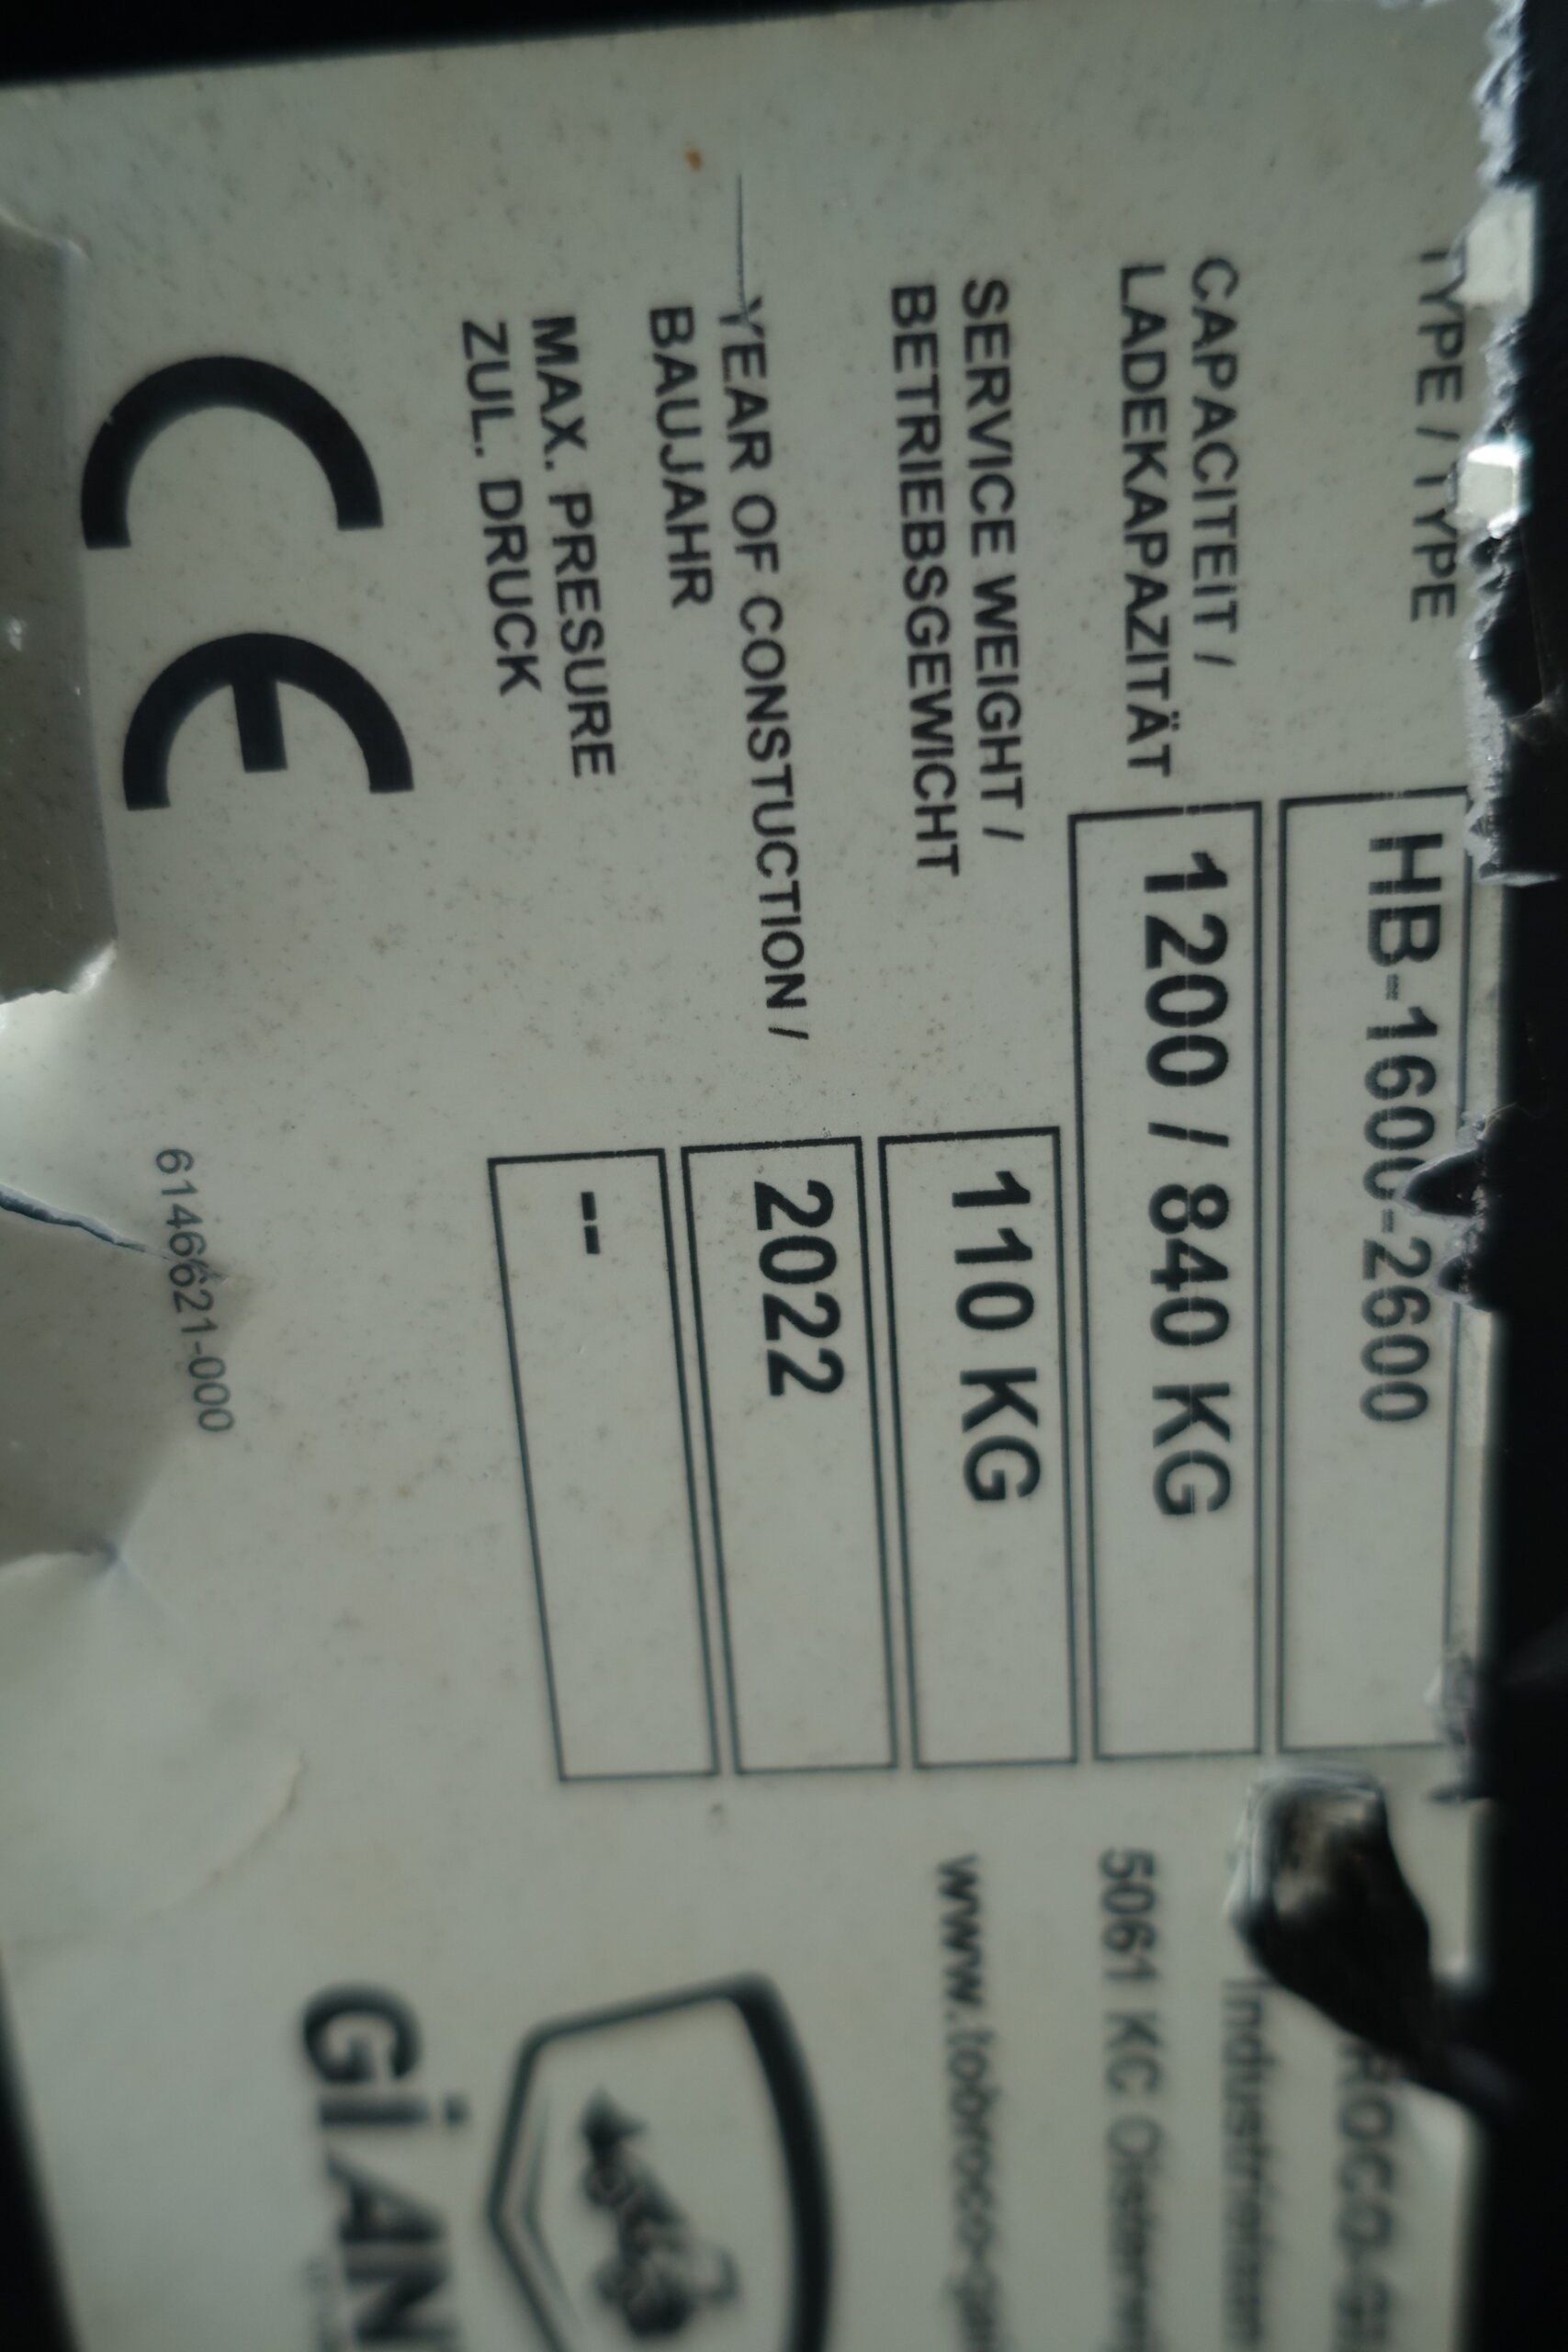 TYPE / TYPE
HB-1600-2600
CAPACITEIT /
LADEKAPAZITÄT
1200 / 840 KG
SERVICE WEIGHT /
BETRIEBSGEWICHT
110 KG
YEAR OF CONSTUCTION /
BAUJAHR
2022
MAX. PRESURE
ZUL. DRUCK
--
CE
6146621-000
5061 KC
GiAN